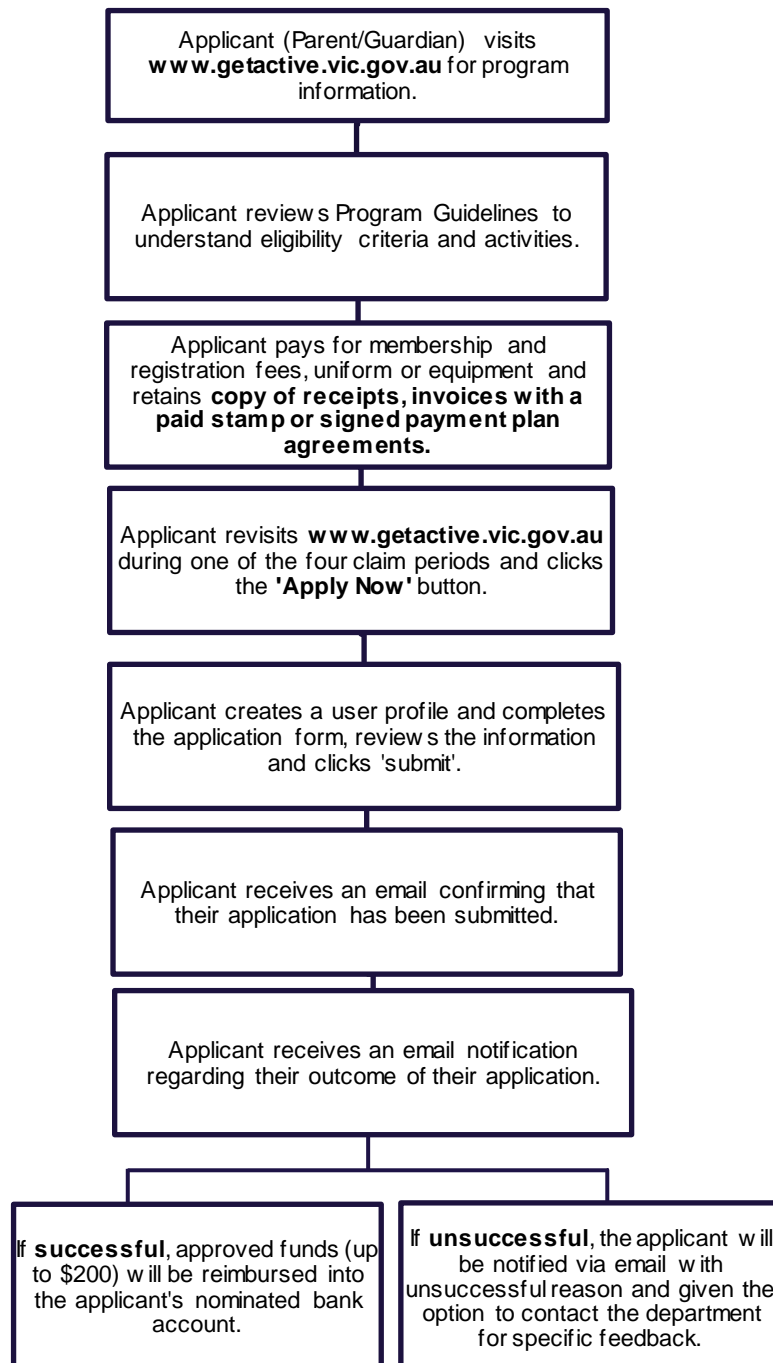 Applicant (Parent/Guardian) visits
www.getactive.vic.gov.au for program
information.
Applicant reviews Program Guidelines to
understand eligibility criteria and activities.
Applicant pays for membership and
registration fees, uniform or equipment and
retains copy of receipts, invoices with a
paid stamp or signed payment plan
agreements.
Applicant revisits www.getactive.vic.gov.au
during one of the four claim periods and clicks
the 'Apply Now' button.
Applicant creates a user profile and completes
the application form, reviews the information
and clicks 'submit'.
Applicant receives an email confirming that
their application has been submitted.
Applicant receives an email notification
regarding their outcome of their application.
If successful, approved funds (up
to $200) will be reimbursed into
the applicant's nominated bank
account.
If unsuccessful, the applicant will
be notified via email with
unsuccessful reason and given the
option to contact the department
for specific feedback.